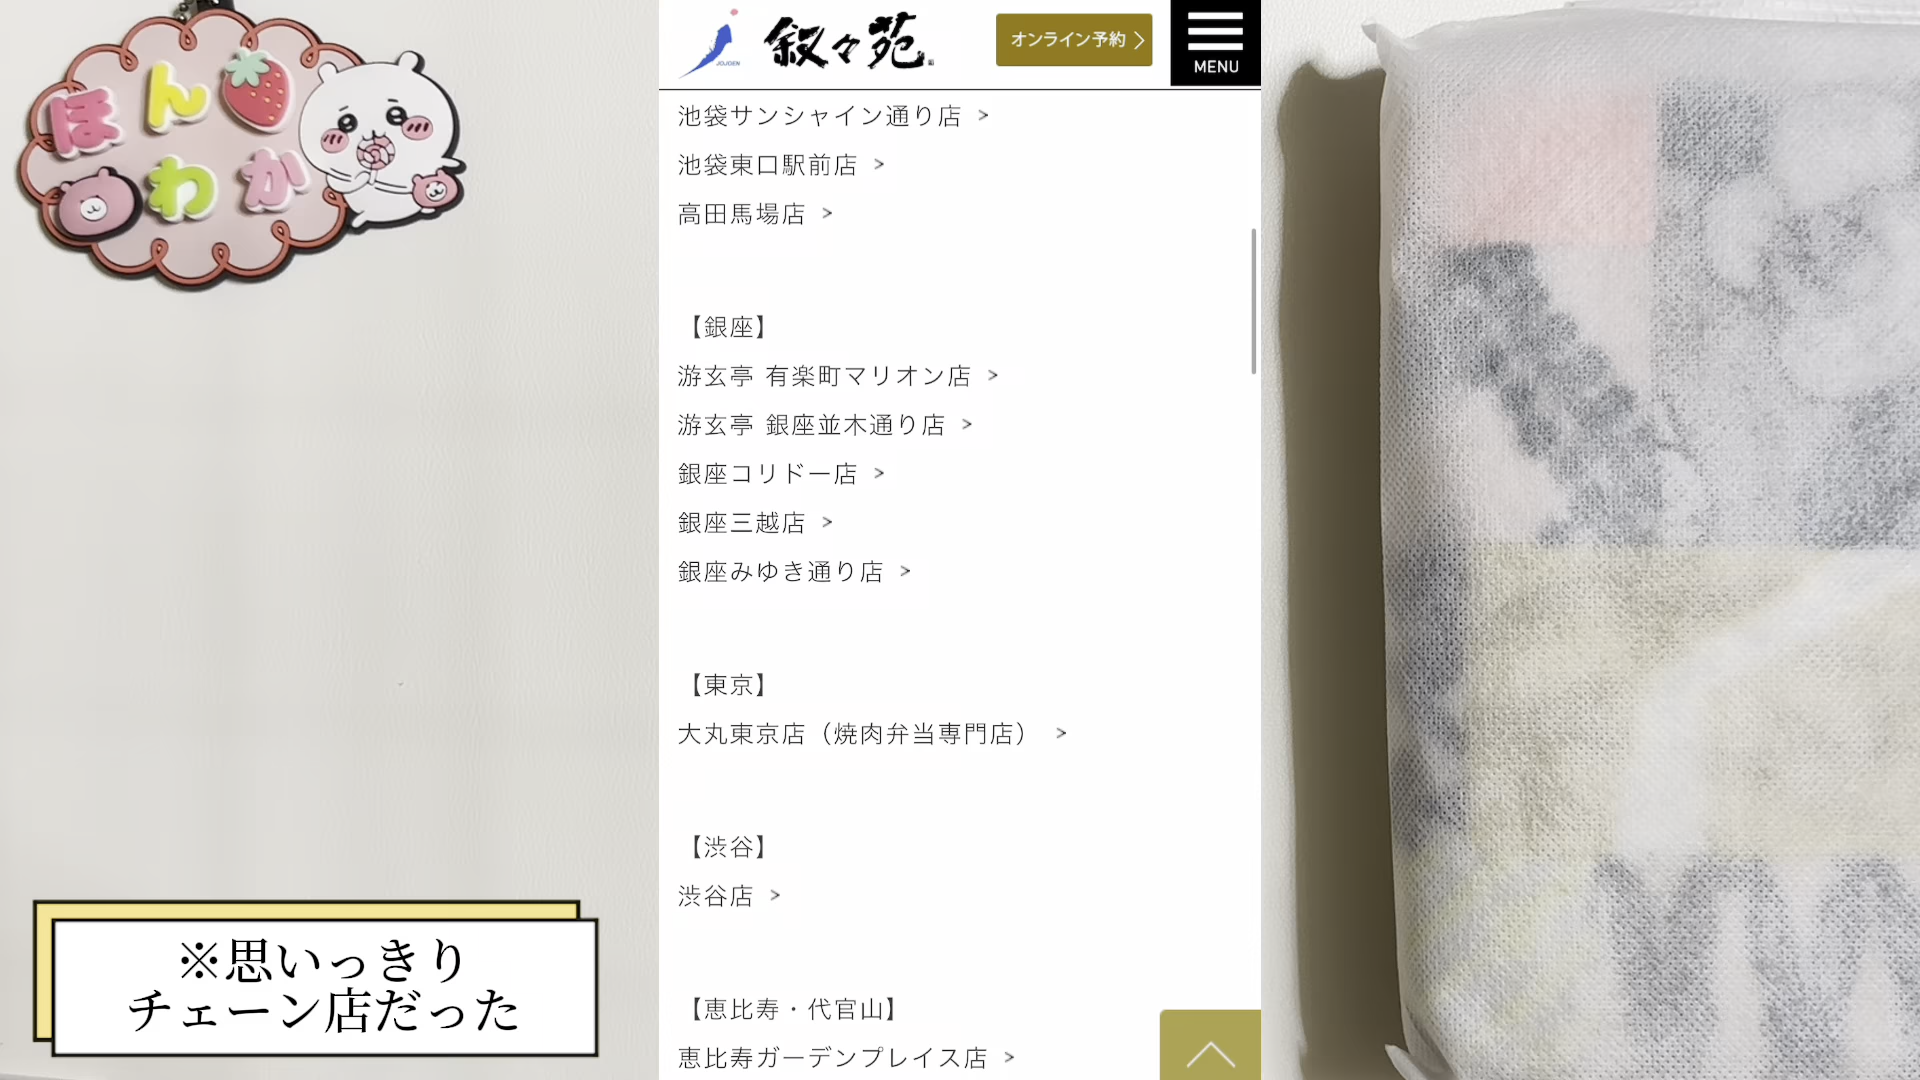 ほん
わか
JOJOEN
叙々苑
オンライン予約
MENU
池袋サンシャイン通り店 >
池袋東口駅前店 >
高田馬場店 >
【銀座】
游玄亭 有楽町マリオン店 >
游玄亭 銀座並木通り店 >
銀座コリドー店 >
銀座三越店 >
銀座みゆき通り店 >
【東京】
大丸東京店（焼肉弁当専門店） >
【渋谷】
渋谷店 >
【恵比寿・代官山】
恵比寿ガーデンプレイス店 >
※思いっきり
チェーン店だった